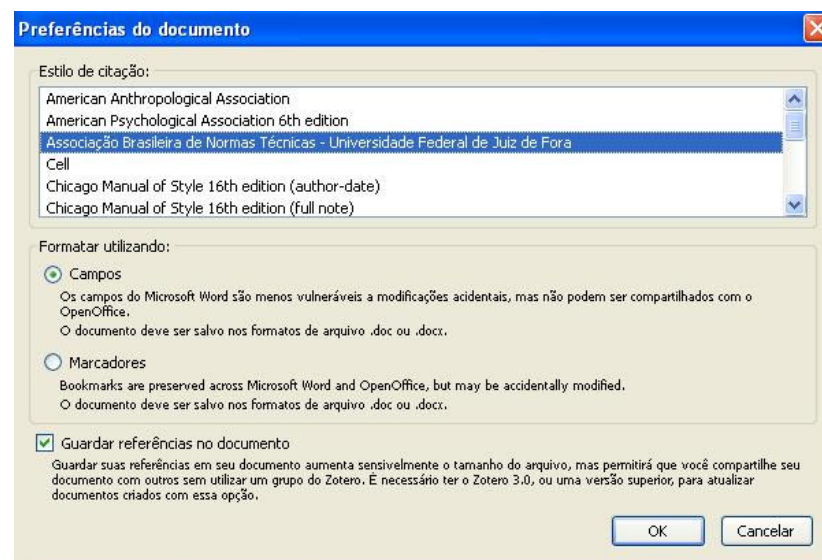 Preferências do documento
Estilo de citação:
American Anthropological Association
American Psychological Association 6th edition
Associação Brasileira de Normas Técnicas - Universidade Federal de Juiz de Fora
Cell
Chicago Manual of Style 16th edition (author-date)
Chicago Manual of Style 16th edition (full note)
Formatar utilizando:
Campos
Os campos do Microsoft Word são menos vulneráveis a modificações acidentais, mas não podem ser compartilhados com o
OpenOffice.
O documento deve ser salvo nos formatos de arquivo .doc ou .docx.
Marcadores
Bookmarks are preserved across Microsoft Word and OpenOffice, but may be accidentally modified.
O documento deve ser salvo nos formatos de arquivo .doc ou .docx.
Guardar referências no documento
Guardar suas referências em seu documento aumenta sensivelmente o tamanho do arquivo, mas permitirá que você compartilhe seu
documento com outros sem utilizar um grupo do Zotero. É necessário ter o Zotero 3.0, ou uma versão superior, para atualizar
documentos criados com essa opção.
OK Cancelar